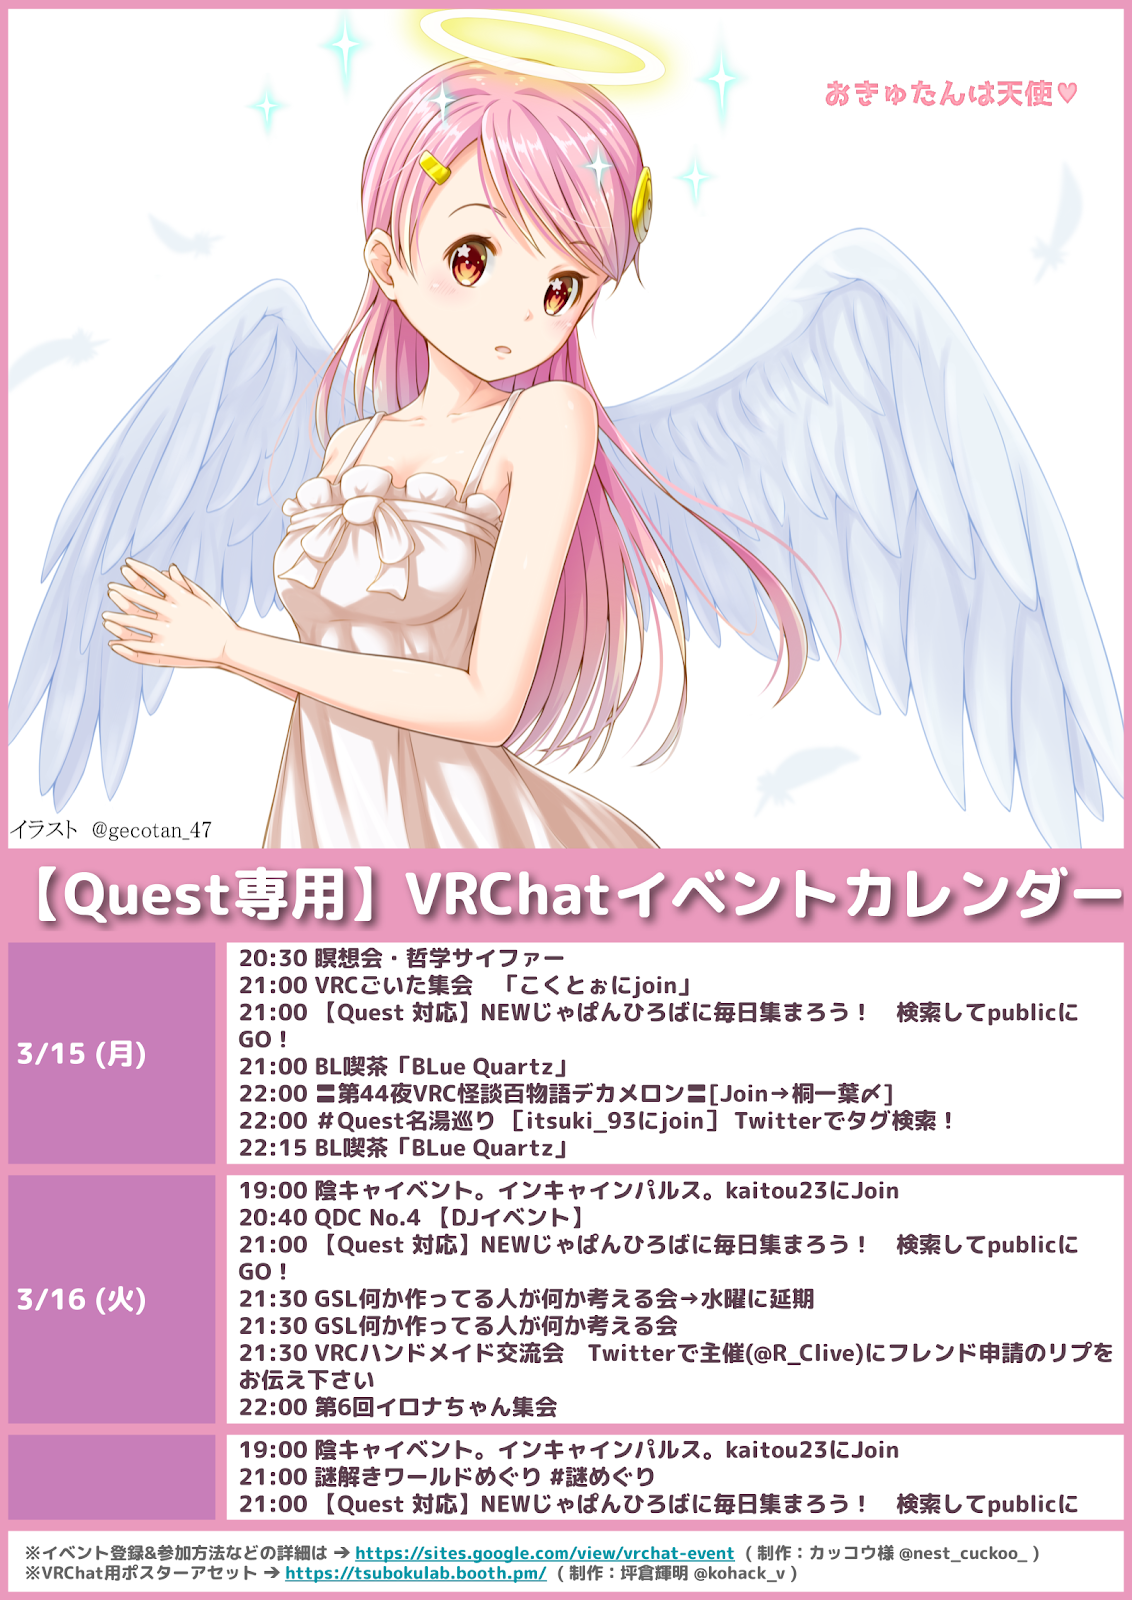 おきゅたんは天使♥
イラスト @gecotan_47
【Quest専用】VRChatイベントカレンダー
3/15 (月)
20:30 瞑想会・哲学サイファー
21:00 VRCごいた集会　「こくとぉにjoin」
21:00 【Quest 対応】NEWじゃぱんひろばに毎日集まろう！　検索してpublicに
GO！
21:00 BL喫茶「BLue Quartz」
22:00 〓第44夜VRC怪談百物語デカメロン〓[Join→桐一葉〆]
22:00 ＃Quest名湯巡り［itsuki_93にjoin］ Twitterでタグ検索！
22:15 BL喫茶「BLue Quartz」
3/16 (火)
19:00 陰キャイベント。インキャインパルス。kaitou23にJoin
20:40 QDC No.4 【DJイベント】
21:00 【Quest 対応】NEWじゃぱんひろばに毎日集まろう！　検索してpublicに
GO！
21:30 GSL何か作ってる人が何か考える会→水曜に延期
21:30 GSL何か作ってる人が何か考える会
21:30 VRCハンドメイド交流会　Twitterで主催(@R_Clive)にフレンド申請のリプを
お伝え下さい
22:00 第6回イロナちゃん集会
19:00 陰キャイベント。インキャインパルス。kaitou23にJoin
21:00 謎解きワールドめぐり #謎めぐり
21:00 【Quest 対応】NEWじゃぱんひろばに毎日集まろう！　検索してpublicに
※イベント登録&参加方法などの詳細は → https://sites.google.com/view/vrchat-event ( 制作：カッコウ様 @nest_cuckoo_ )
※VRChat用ポスターアセット → https://tsubokulab.booth.pm/ ( 制作：坪倉輝明 @kohack_v )